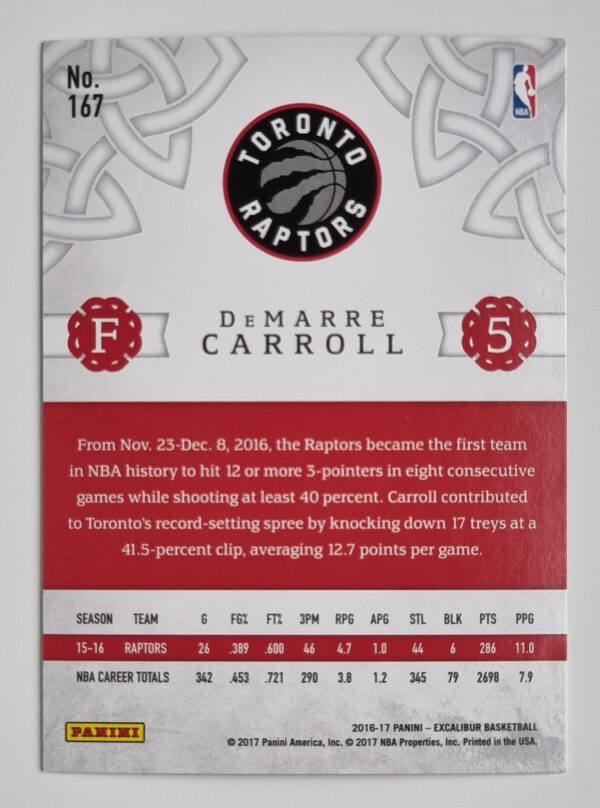 No.
167
NBA
TORONTO
RAPTORS
F
DeMARRE
CARROLL
5
From Nov. 23-Dec. 8, 2016, the Raptors became the first team
in NBA history to hit 12 or more 3-pointers in eight consecutive
games while shooting at least 40 percent. Carroll contributed
to Toronto's record-setting spree by knocking down 17 treys at a
41.5-percent clip, averaging 12.7 points per game.
SEASON TEAM G FG% FT% 3PM RPG APG STL BLK PTS PPG
15-16 RAPTORS 26 .389 .600 46 4.7 1.0 44 6 286 11.0
NBA CAREER TOTALS 342 .453 .721 290 3.8 1.2 345 79 2698 7.9
PANINI
2016-17 PANINI – EXCALIBUR BASKETBALL
© 2017 Panini America, Inc. © 2017 NBA Properties, Inc. Printed in the USA.